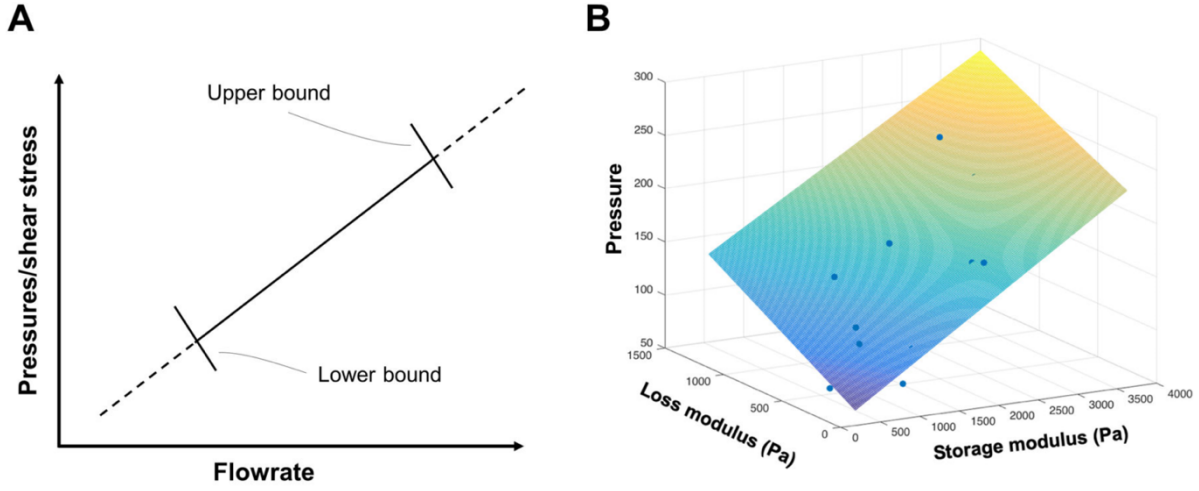 A
Upper bound
Pressures/shear stress
Lower bound
Flowrate
B
300
250
200
150
100
50
Pressure
1500
1000
500
0
Loss modulus (Pa)
0
500
1000
1500
2000
2500
3000
3500
4000
Storage modulus (Pa)